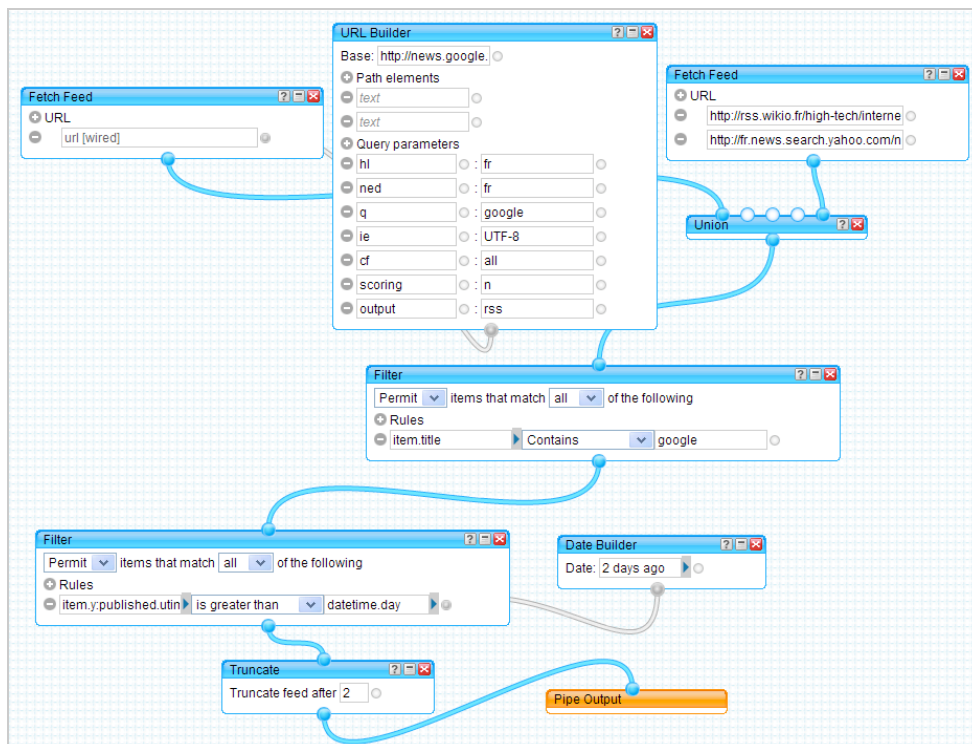 URL Builder
Base: http://news.google.
Path elements
text
text
Query parameters
hl : fr
ned : fr
q : google
ie : UTF-8
cf : all
scoring : n
output : rss
Fetch Feed
URL
url [wired]
Fetch Feed
URL
http://rss.wikio.fr/high-tech/interne
http://fr.news.search.yahoo.com/n
Union
Filter
Permit items that match all of the following
Rules
item.title Contains google
Filter
Permit items that match all of the following
Rules
item.y:published.utin is greater than datetime.day
Date Builder
Date: 2 days ago
Truncate
Truncate feed after 2
Pipe Output